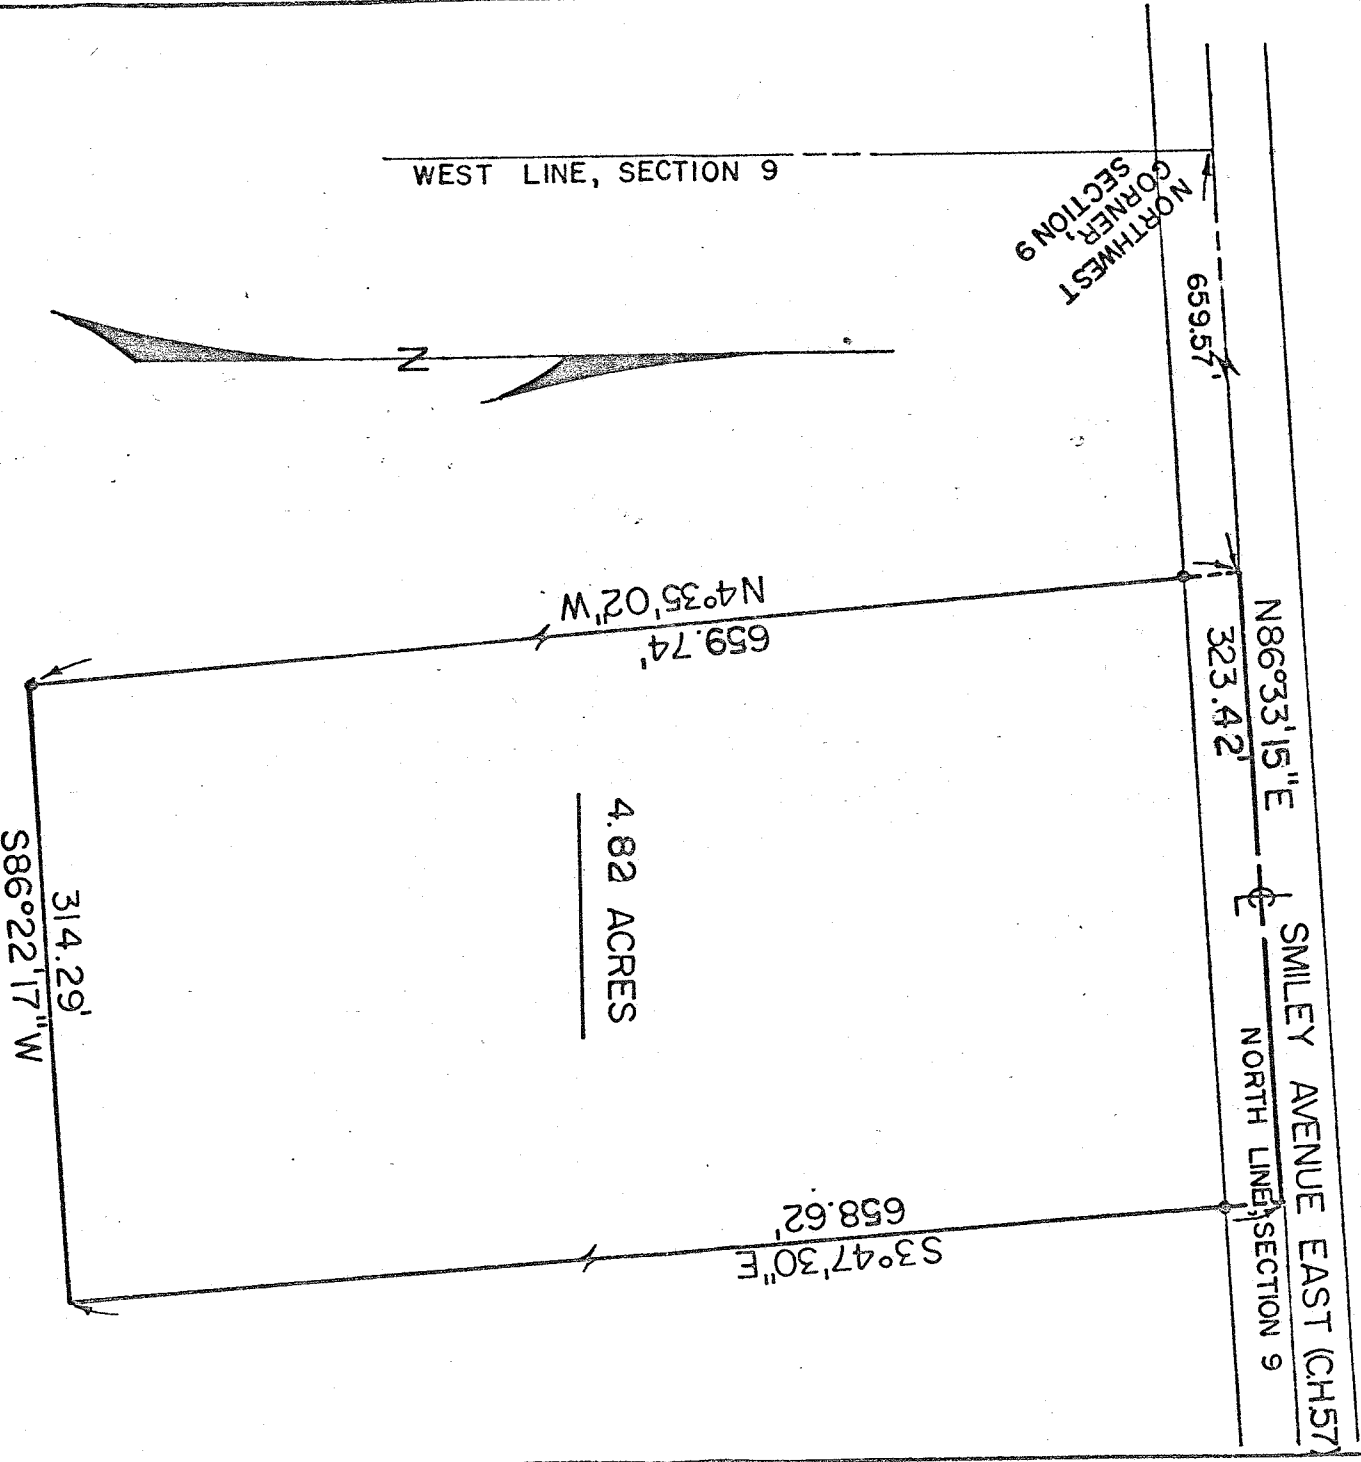 WEST LINE, SECTION 9
NORTHWEST
CORNER,
SECTION 9
659.57'
N
N4°35'02"W
659.74'
N86°33'15"E
323.42'
CL
SMILEY AVENUE EAST (C.H.57)
NORTH LINE, SECTION 9
4.82 ACRES
658.62'
S3°47'30"E
314.29'
S86°22'17"W